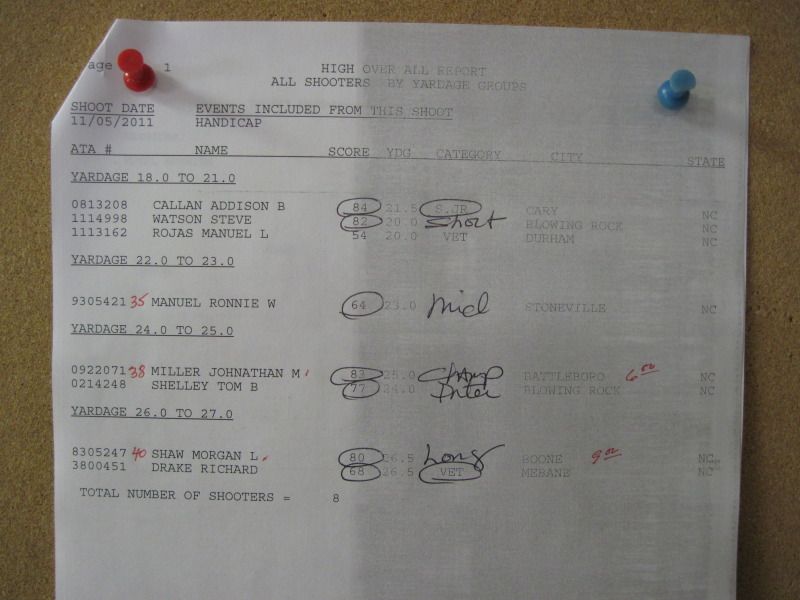 age 1 HIGH OVER ALL REPORT
ALL SHOOTERS BY YARDAGE GROUPS
SHOOT DATE EVENTS INCLUDED FROM THIS SHOOT
11/05/2011 HANDICAP
ATA # NAME SCORE YDG CATEGORY CITY STATE
YARDAGE 18.0 TO 21.0
0813208 CALLAN ADDISON B 84 21.5 S.JR CARY NC
1114998 WATSON STEVE 82 20.0 Short BLOWING ROCK NC
1113162 ROJAS MANUEL L 54 20.0 VET DURHAM NC
YARDAGE 22.0 TO 23.0
9305421 35 MANUEL RONNIE W 64 23.0 Mid STONEVILLE NC
YARDAGE 24.0 TO 25.0
0922071 38 MILLER JOHNATHAN M 83 25.0 CHAMP BATTLEBORO 6.00 NC
0214248 SHELLEY TOM B 77 24.0 Inter BLOWING ROCK NC
YARDAGE 26.0 TO 27.0
8305247 40 SHAW MORGAN L 80 26.5 Long BOONE 9.00 NC
3800451 DRAKE RICHARD 68 26.5 VET MEBANE NC
TOTAL NUMBER OF SHOOTERS = 8